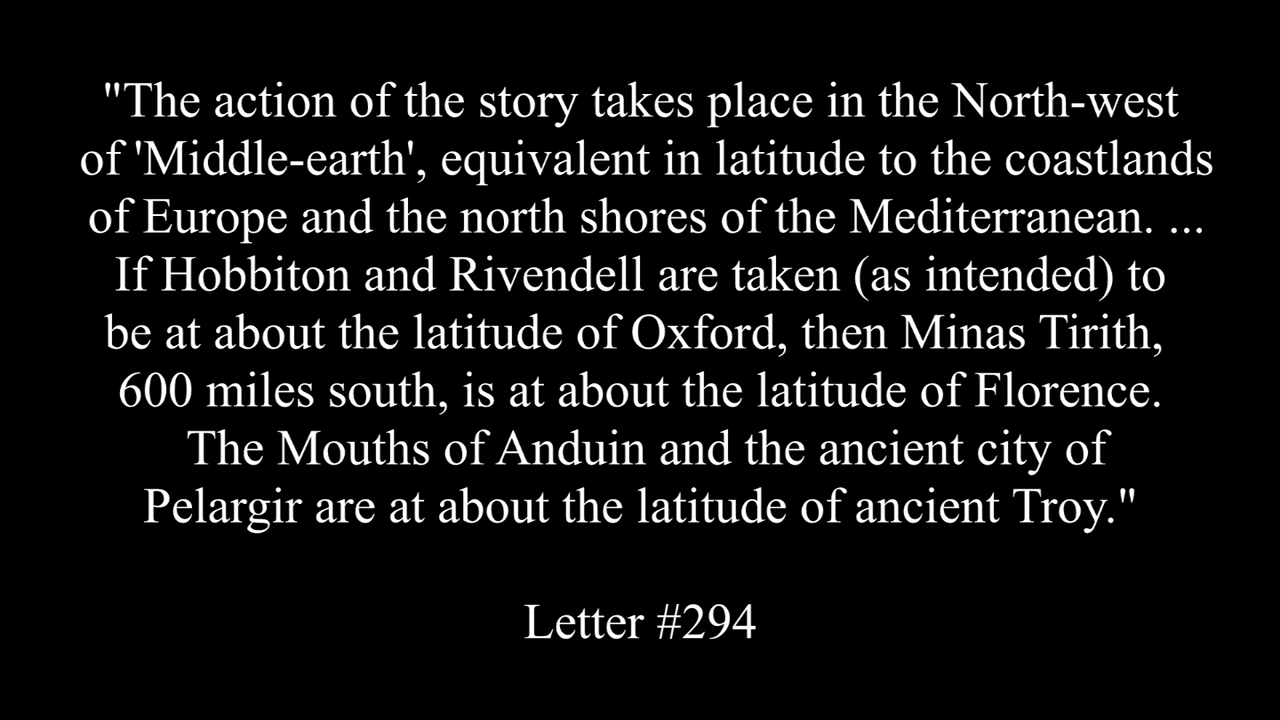 "The action of the story takes place in the North-west
of 'Middle-earth', equivalent in latitude to the coastlands
of Europe and the north shores of the Mediterranean. ...
If Hobbiton and Rivendell are taken (as intended) to
be at about the latitude of Oxford, then Minas Tirith,
600 miles south, is at about the latitude of Florence.
The Mouths of Anduin and the ancient city of
Pelargir are at about the latitude of ancient Troy."
Letter #294